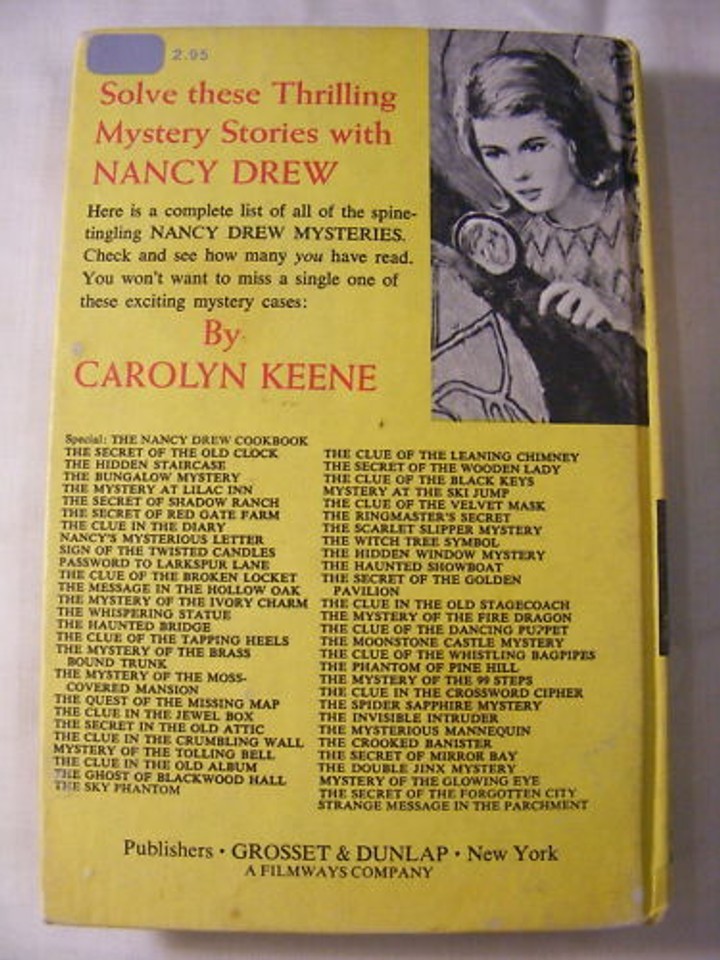 2.95
Solve these Thrilling
Mystery Stories with
NANCY DREW
Here is a complete list of all of the spine-
tingling NANCY DREW MYSTERIES.
Check and see how many you have read.
You won't want to miss a single one of
these exciting mystery cases:
By
CAROLYN KEENE
Special: THE NANCY DREW COOKBOOK
THE SECRET OF THE OLD CLOCK
THE HIDDEN STAIRCASE
THE BUNGALOW MYSTERY
THE MYSTERY AT LILAC INN
THE SECRET OF SHADOW RANCH
THE SECRET OF RED GATE FARM
THE CLUE IN THE DIARY
NANCY'S MYSTERIOUS LETTER
SIGN OF THE TWISTED CANDLES
PASSWORD TO LARKSPUR LANE
THE CLUE OF THE BROKEN LOCKET
THE MESSAGE IN THE HOLLOW OAK
THE MYSTERY OF THE IVORY CHARM
THE WHISPERING STATUE
THE HAUNTED BRIDGE
THE CLUE OF THE TAPPING HEELS
THE MYSTERY OF THE BRASS
BOUND TRUNK
THE MYSTERY OF THE MOSS-
COVERED MANSION
THE QUEST OF THE MISSING MAP
THE CLUE IN THE JEWEL BOX
THE SECRET IN THE OLD ATTIC
THE CLUE IN THE CRUMBLING WALL
MYSTERY OF THE TOLLING BELL
THE CLUE IN THE OLD ALBUM
THE GHOST OF BLACKWOOD HALL
THE SKY PHANTOM
THE CLUE OF THE LEANING CHIMNEY
THE SECRET OF THE WOODEN LADY
THE CLUE OF THE BLACK KEYS
MYSTERY AT THE SKI JUMP
THE CLUE OF THE VELVET MASK
THE RINGMASTER'S SECRET
THE SCARLET SLIPPER MYSTERY
THE WITCH TREE SYMBOL
THE HIDDEN WINDOW MYSTERY
THE HAUNTED SHOWBOAT
THE SECRET OF THE GOLDEN
PAVILION
THE CLUE IN THE OLD STAGECOACH
THE MYSTERY OF THE FIRE DRAGON
THE CLUE OF THE DANCING PUPPET
THE MOONSTONE CASTLE MYSTERY
THE CLUE OF THE WHISTLING BAGPIPES
THE PHANTOM OF PINE HILL
THE MYSTERY OF THE 99 STEPS
THE CLUE IN THE CROSSWORD CIPHER
THE SPIDER SAPPHIRE MYSTERY
THE INVISIBLE INTRUDER
THE MYSTERIOUS MANNEQUIN
THE CROOKED BANISTER
THE SECRET OF MIRROR BAY
THE DOUBLE JINX MYSTERY
MYSTERY OF THE GLOWING EYE
THE SECRET OF THE FORGOTTEN CITY
STRANGE MESSAGE IN THE PARCHMENT
Publishers • GROSSET & DUNLAP • New York
A FILMWAYS COMPANY